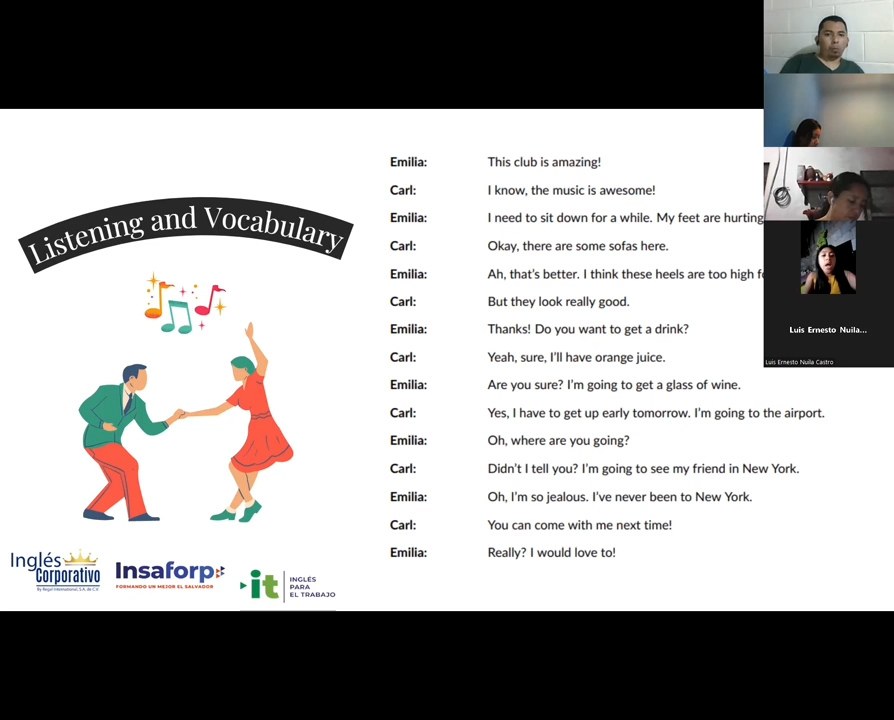 Listening and Vocabulary
Emilia: This club is amazing!
Carl: I know, the music is awesome!
Emilia: I need to sit down for a while. My feet are hurting
Carl: Okay, there are some sofas here.
Emilia: Ah, that's better. I think these heels are too high
Carl: But they look really good.
Emilia: Thanks! Do you want to get a drink?
Carl: Yeah, sure, I'll have orange juice.
Emilia: Are you sure? I'm going to get a glass of wine.
Carl: Yes, I have to get up early tomorrow. I'm going to the airport.
Emilia: Oh, where are you going?
Carl: Didn't I tell you? I'm going to see my friend in New York.
Emilia: Oh, I'm so jealous. I've never been to New York.
Carl: You can come with me next time!
Emilia: Really? I would love to!
Inglés
Corporativo
By Regal International, S.A. de C.V.
Insaforp
FORMANDO UN MEJOR EL SALVADOR
it
INGLÉS
PARA
EL TRABAJO
Luis Ernesto Nuila...
Luis Ernesto Nuila Castro